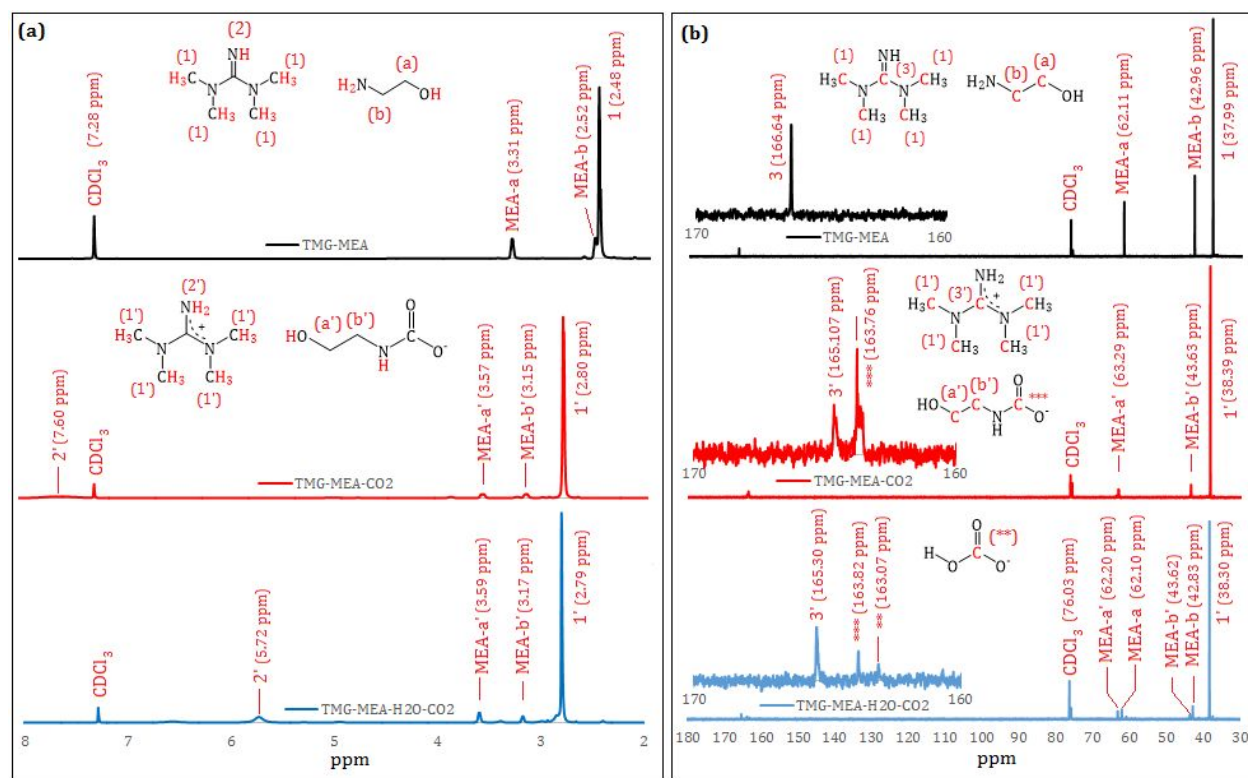 (a)
(2)
NH
(1)
H₃C
N
N
CH₃
(1)
CH₃
CH₃
(1)
(1)
(a)
H₂N
OH
(b)
CDCl₃ (7.28 ppm)
MEA-a (3.31 ppm)
MEA-b (2.52 ppm)
1 (2.48 ppm)
TMG-MEA
(2')
NH₂
(1')
H₃C
N
N
+
CH₃
(1')
CH₃
CH₃
(1')
(1')
(a')
(b')
HO
N
H
O
O⁻
2' (7.60 ppm)
CDCl₃
MEA-a' (3.57 ppm)
MEA-b' (3.15 ppm)
1' (2.80 ppm)
TMG-MEA-CO2
CDCl₃
2' (5.72 ppm)
MEA-a' (3.59 ppm)
MEA-b' (3.17 ppm)
1' (2.79 ppm)
TMG-MEA-H2O-CO2
8 7 6 5 4 3 2
ppm
(b)
(1)
NH
(1)
H₃C
(3)
CH₃
N
C
N
CH₃
CH₃
(1)
(1)
(a)
(b)
H₂N
C
C
OH
3 (166.64 ppm)
CDCl₃
MEA-a (62.11 ppm)
MEA-b (42.96 ppm)
1 (37.99 ppm)
170 160
TMG-MEA
NH₂
(1')
(3')
(1')
H₃C
C
+
CH₃
N
N
(1')
CH₃
CH₃
(1')
(a')
(b')
O
HO
C
C
N
H
C
O⁻
***
3' (165.107 ppm)
*** (163.76 ppm)
CDCl₃
MEA-a' (63.29 ppm)
MEA-b' (43.63 ppm)
1' (38.39 ppm)
170 160
TMG-MEA-CO2
O
(**)
H
O
C
O⁻
3' (165.30 ppm)
*** (163.82 ppm)
** (163.07 ppm)
CDCl₃ (76.03 ppm)
MEA-a' (62.20 ppm)
MEA-a (62.10 ppm)
MEA-b' (43.62)
MEA-b (42.83 ppm)
1' (38.30 ppm)
170 160
TMG-MEA-H2O-CO2
180 170 160 150 140 130 120 110 100 90 80 70 60 50 40 30
ppm